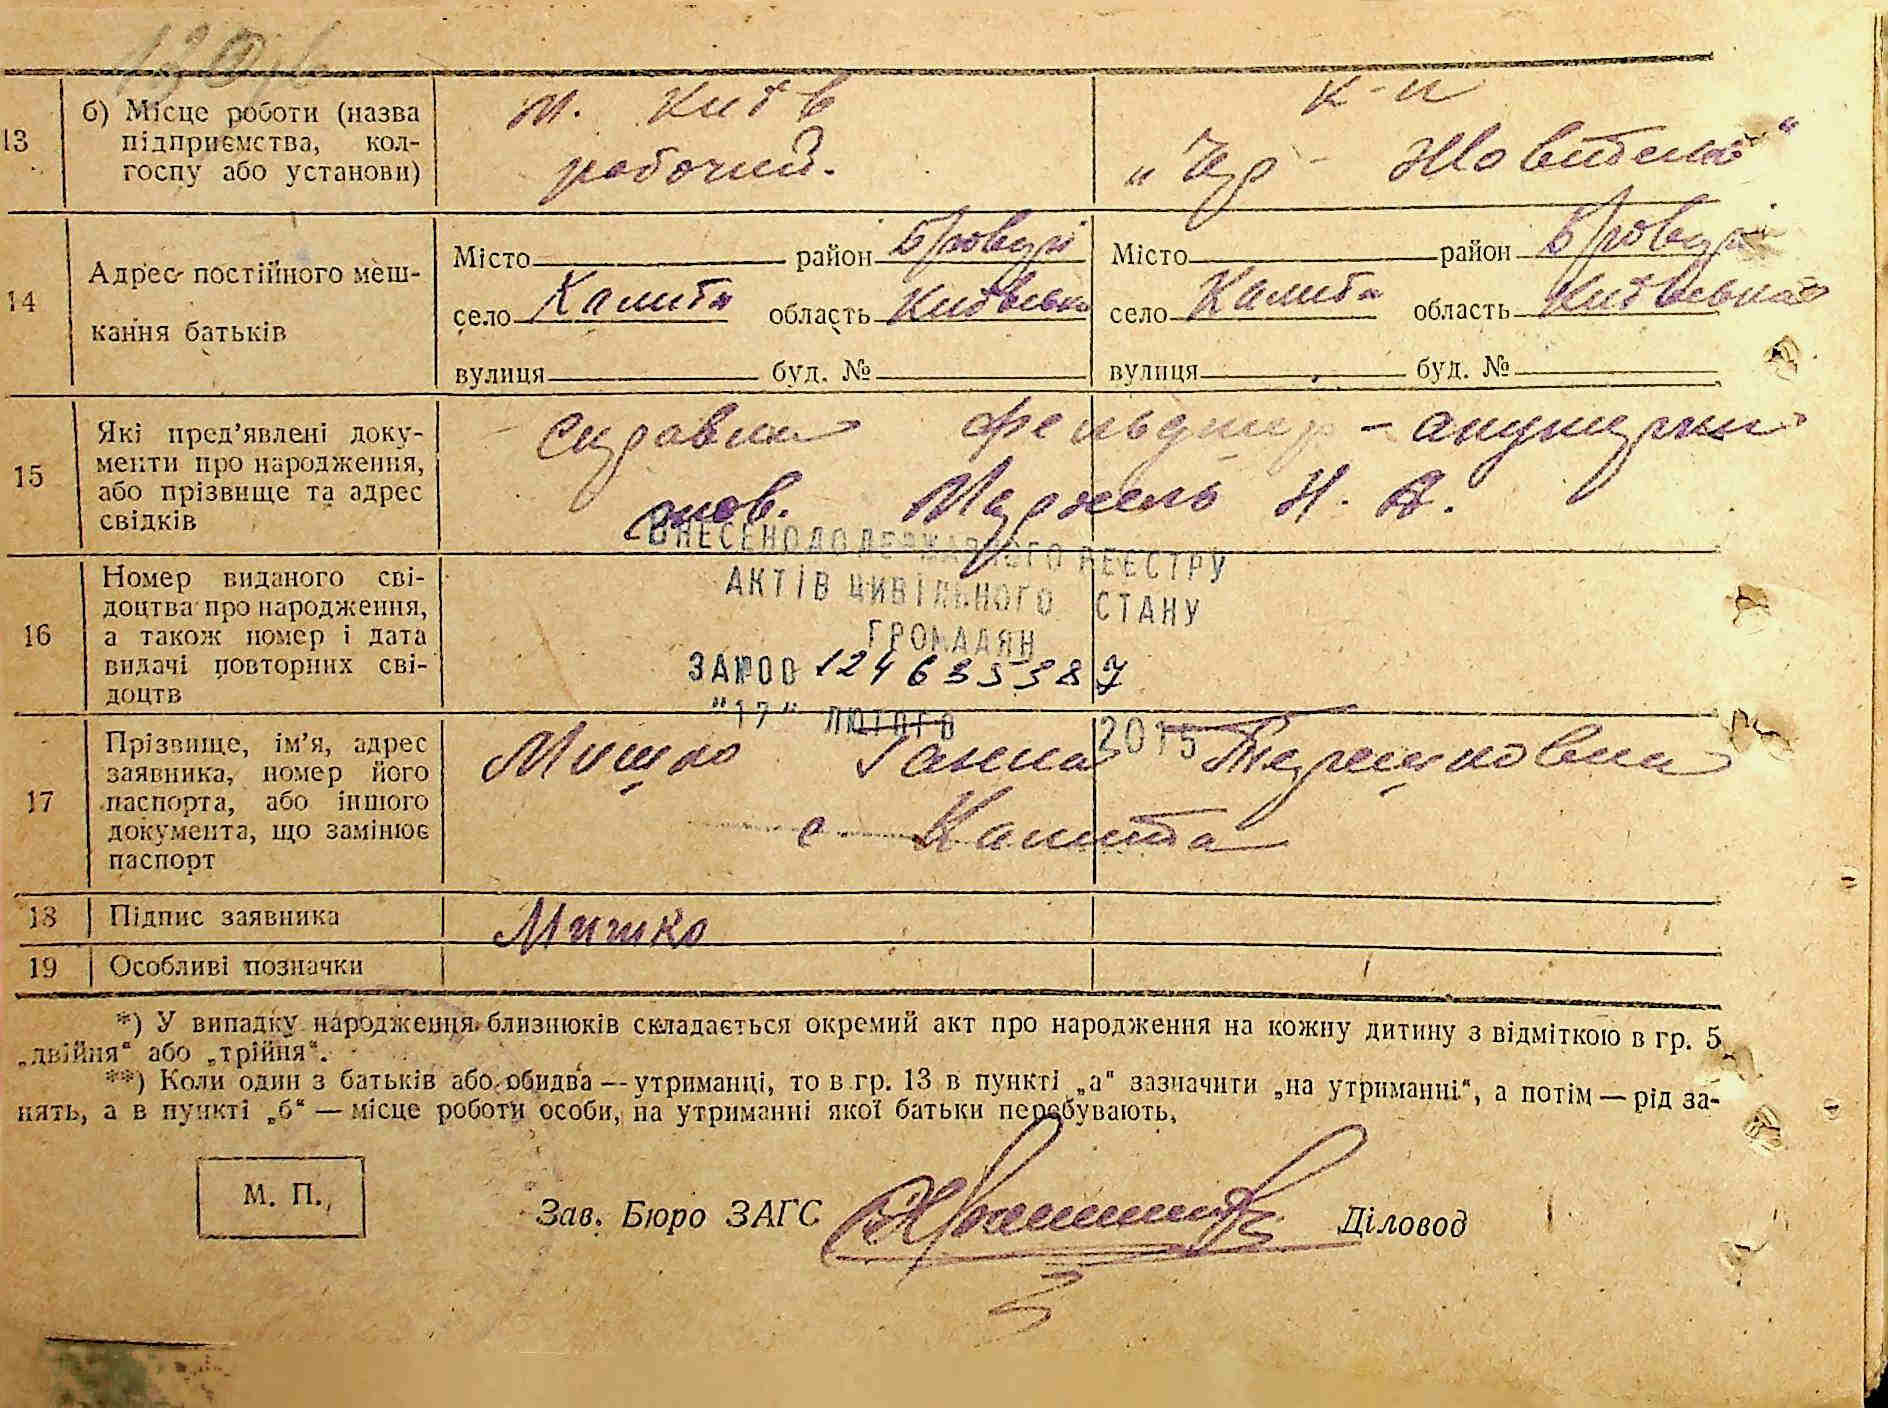 13
б) Місце роботи (назва
підприємства, кол-
госпу або установи)
м. Київ
робочий.
к-п
„Чер - Жовтень“
14
Адрес постійного меш-
кання батьків
Місто район Бровари
село Калита область Київська
вулиця буд. №
Місто район Бровари
село Калита область Київська
вулиця буд. №
15
Які пред’явлені доку-
менти про народження,
або прізвище та адрес
свідків
справка фельдшер-акушерки
тов. Н. А.
16
Номер виданого сві-
доцтва про народження,
а також номер і дата
видачі повторних сві-
доцтв
ВНЕСЕНО ДО ДЕРЖАВНОГО РЕЄСТРУ
АКТІВ ЦИВІЛЬНОГО СТАНУ
ГРОМАДЯН
ЗА №00124635387
"17" ЛЮТОГО 2015
17
Прізвище, ім’я, адрес
заявника, номер його
паспорта, або іншого
документа, що замінює
паспорт
Мишко Ганна Терешковна
с Калита
18
Підпис заявника
Мишко
19
Особливі позначки
*) У випадку народження близнюків складається окремий акт про народження на кожну дитину з відміткою в гр. 5
„двійня“ або „трійня“.
**) Коли один з батьків або обидва — утриманці, то в гр. 13 в пункті „а“ зазначити „на утриманні“, а потім — рід за-
нять, а в пункті „б“ — місце роботи особи, на утриманні якої батьки перебувають.
М. П.
Зав. Бюро ЗАГС
Діловод